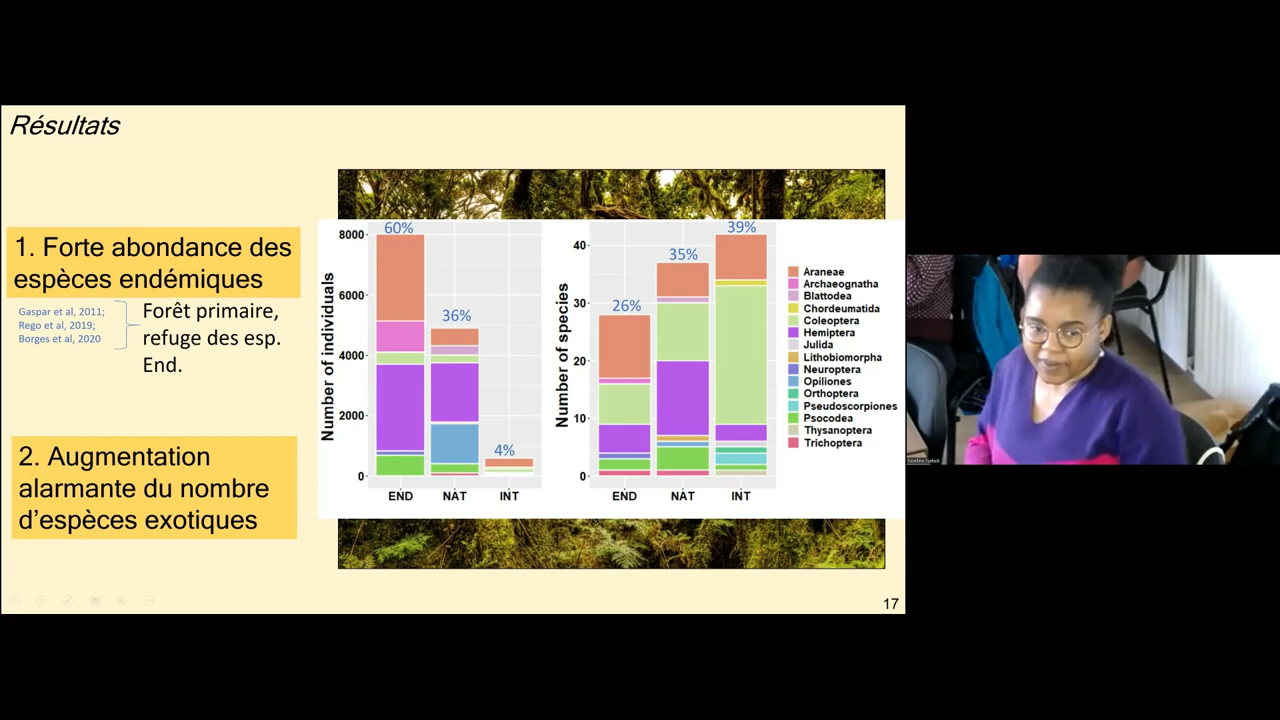 Résultats
1. Forte abondance des
espèces endémiques
Gaspar et al, 2011;
Rego et al, 2019;
Borges et al, 2020
Forêt primaire,
refuge des esp.
End.
2. Augmentation
alarmante du nombre
d’espèces exotiques
Number of individuals
8000
6000
4000
2000
0
60%
36%
4%
END
NAT
INT
Number of species
40
30
20
10
0
26%
35%
39%
END
NAT
INT
Araneae
Archaeognatha
Blattodea
Chordeumatida
Coleoptera
Hemiptera
Julida
Lithobiomorpha
Neuroptera
Opiliones
Orthoptera
Pseudoscorpiones
Psocodea
Thysanoptera
Trichoptera
17